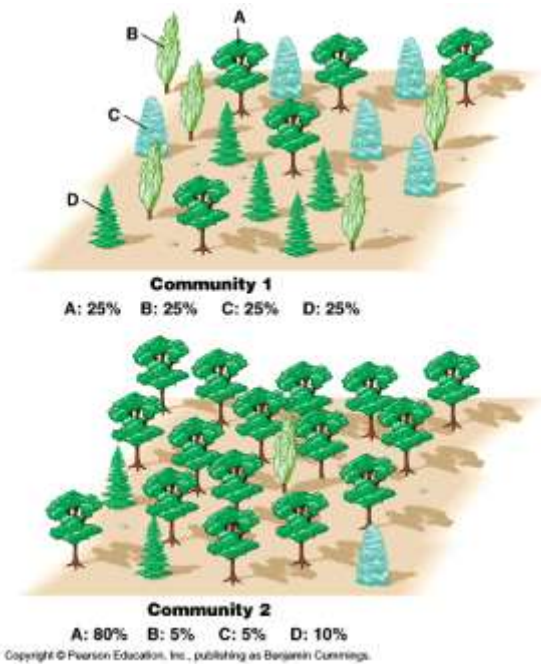 A
B
C
D
Community 1
A: 25% B: 25% C: 25% D: 25%
Community 2
A: 80% B: 5% C: 5% D: 10%
Copyright © Pearson Education, Inc., publishing as Benjamin Cummings.